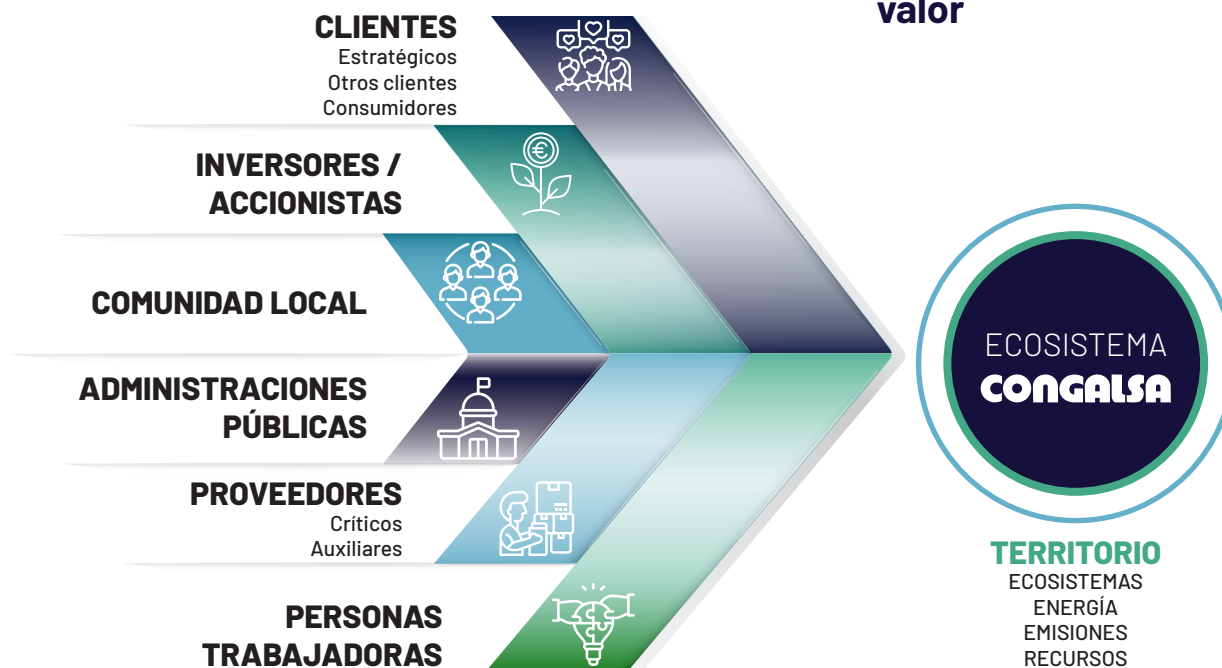 valor
CLIENTES
Estratégicos
Otros clientes
Consumidores
INVERSORES /
ACCIONISTAS
COMUNIDAD LOCAL
ADMINISTRACIONES
PÚBLICAS
PROVEEDORES
Críticos
Auxiliares
PERSONAS
TRABAJADORAS
€
ECOSISTEMA
CONGALSA
TERRITORIO
ECOSISTEMAS
ENERGÍA
EMISIONES
RECURSOS